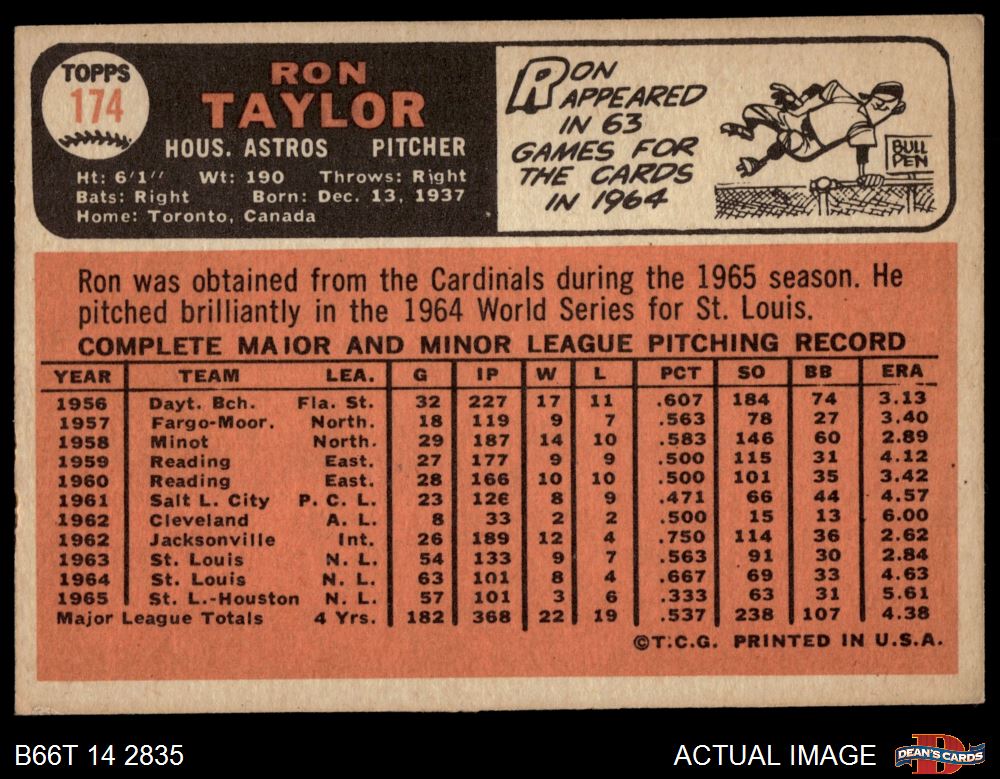 TOPPS
174
RON
TAYLOR
HOUS. ASTROS PITCHER
Ht: 6'1" Wt: 190 Throws: Right
Bats: Right Born: Dec. 13, 1937
Home: Toronto, Canada
RON
APPEARED
IN 63
GAMES FOR
THE CARDS
IN 1964
BULL
PEN
Ron was obtained from the Cardinals during the 1965 season. He
pitched brilliantly in the 1964 World Series for St. Louis.
COMPLETE MAJOR AND MINOR LEAGUE PITCHING RECORD
YEAR TEAM LEA. G IP W L PCT SO BB ERA
1956 Dayt. Bch. Fla. St. 32 227 17 11 .607 184 74 3.13
1957 Fargo-Moor. North. 18 119 9 7 .563 78 27 3.40
1958 Minot North. 29 187 14 10 .583 146 60 2.89
1959 Reading East. 27 177 9 9 .500 115 31 4.12
1960 Reading East. 28 166 10 10 .500 101 35 3.42
1961 Salt L. City P. C. L. 23 126 8 9 .471 66 44 4.57
1962 Cleveland A. L. 8 33 2 2 .500 15 13 6.00
1962 Jacksonville Int. 26 189 12 4 .750 114 36 2.62
1963 St. Louis N. L. 54 133 9 7 .563 91 30 2.84
1964 St. Louis N. L. 63 101 8 4 .667 69 33 4.63
1965 St. L.-Houston N. L. 57 101 3 6 .333 63 31 5.61
Major League Totals 4 Yrs. 182 368 22 19 .537 238 107 4.38
©T.C.G. PRINTED IN U.S.A.
B66T 14 2835
ACTUAL IMAGE
DEAN'S CARDS